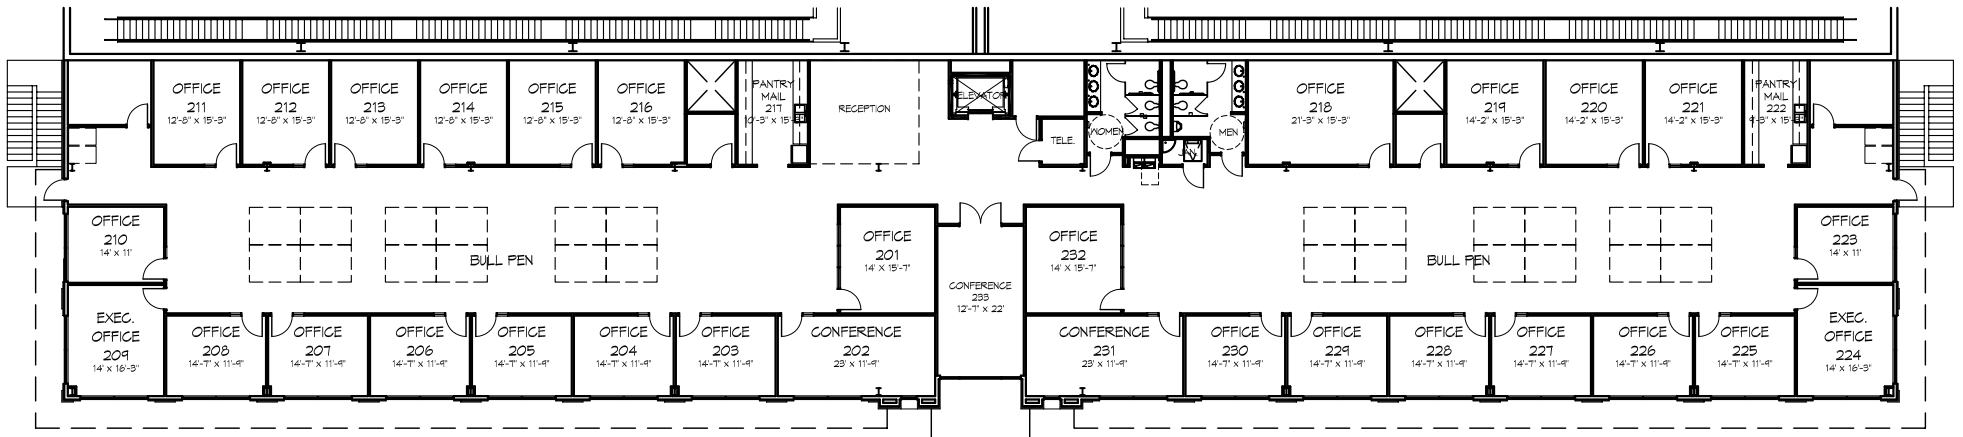 OFFICE
211
12'-8" X 15'-3"
OFFICE
212
12'-8" X 15'-3"
OFFICE
213
12'-8" X 15'-3"
OFFICE
214
12'-8" X 15'-3"
OFFICE
215
12'-8" X 15'-3"
OFFICE
216
12'-8" X 15'-3"
PANTRY
MAIL
217
10'-3" X 15'-3"
RECEPTION
ELEVATOR
TELE.
WOMEN
JAN.
MEN
OFFICE
218
21'-3" X 15'-3"
OFFICE
219
14'-2" X 15'-3"
OFFICE
220
14'-2" X 15'-3"
OFFICE
221
14'-2" X 15'-3"
PANTRY
MAIL
222
9'-3" X 15'-3"
OFFICE
210
14' X 11'
BULL PEN
OFFICE
201
14' X 15'-7"
CONFERENCE
233
12'-7" X 22'
OFFICE
232
14' X 15'-7"
BULL PEN
OFFICE
223
14' X 11'
EXEC.
OFFICE
209
14' X 16'-3"
OFFICE
208
14'-7" X 11'-9"
OFFICE
207
14'-7" X 11'-9"
OFFICE
206
14'-7" X 11'-9"
OFFICE
205
14'-7" X 11'-9"
OFFICE
204
14'-7" X 11'-9"
OFFICE
203
14'-7" X 11'-9"
CONFERENCE
202
23' X 11'-9"
CONFERENCE
231
23' X 11'-9"
OFFICE
230
14'-7" X 11'-9"
OFFICE
229
14'-7" X 11'-9"
OFFICE
228
14'-7" X 11'-9"
OFFICE
227
14'-7" X 11'-9"
OFFICE
226
14'-7" X 11'-9"
OFFICE
225
14'-7" X 11'-9"
EXEC.
OFFICE
224
14' X 16'-3"